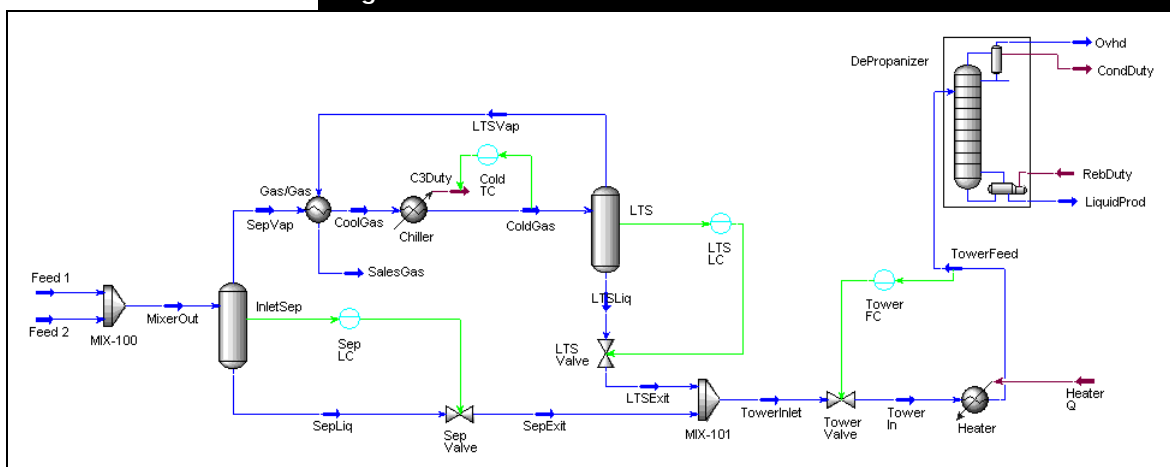 Ovhd
DePropanizer
CondDuty
LTSVap
C3Duty
Cold
TC
Gas/Gas
RebDuty
SepVap
CoolGas
Chiller
ColdGas
LTS
LTS
LC
LiquidProd
TowerFeed
SalesGas
Feed 1
InletSep
LTSLiq
Tower
FC
Feed 2
MixerOut
MIX-100
Sep
LC
LTS
Valve
LTSExit
SepLiq
Sep
Valve
SepExit
MIX-101
TowerInlet
Tower
Valve
Tower
In
Heater
Heater
Q